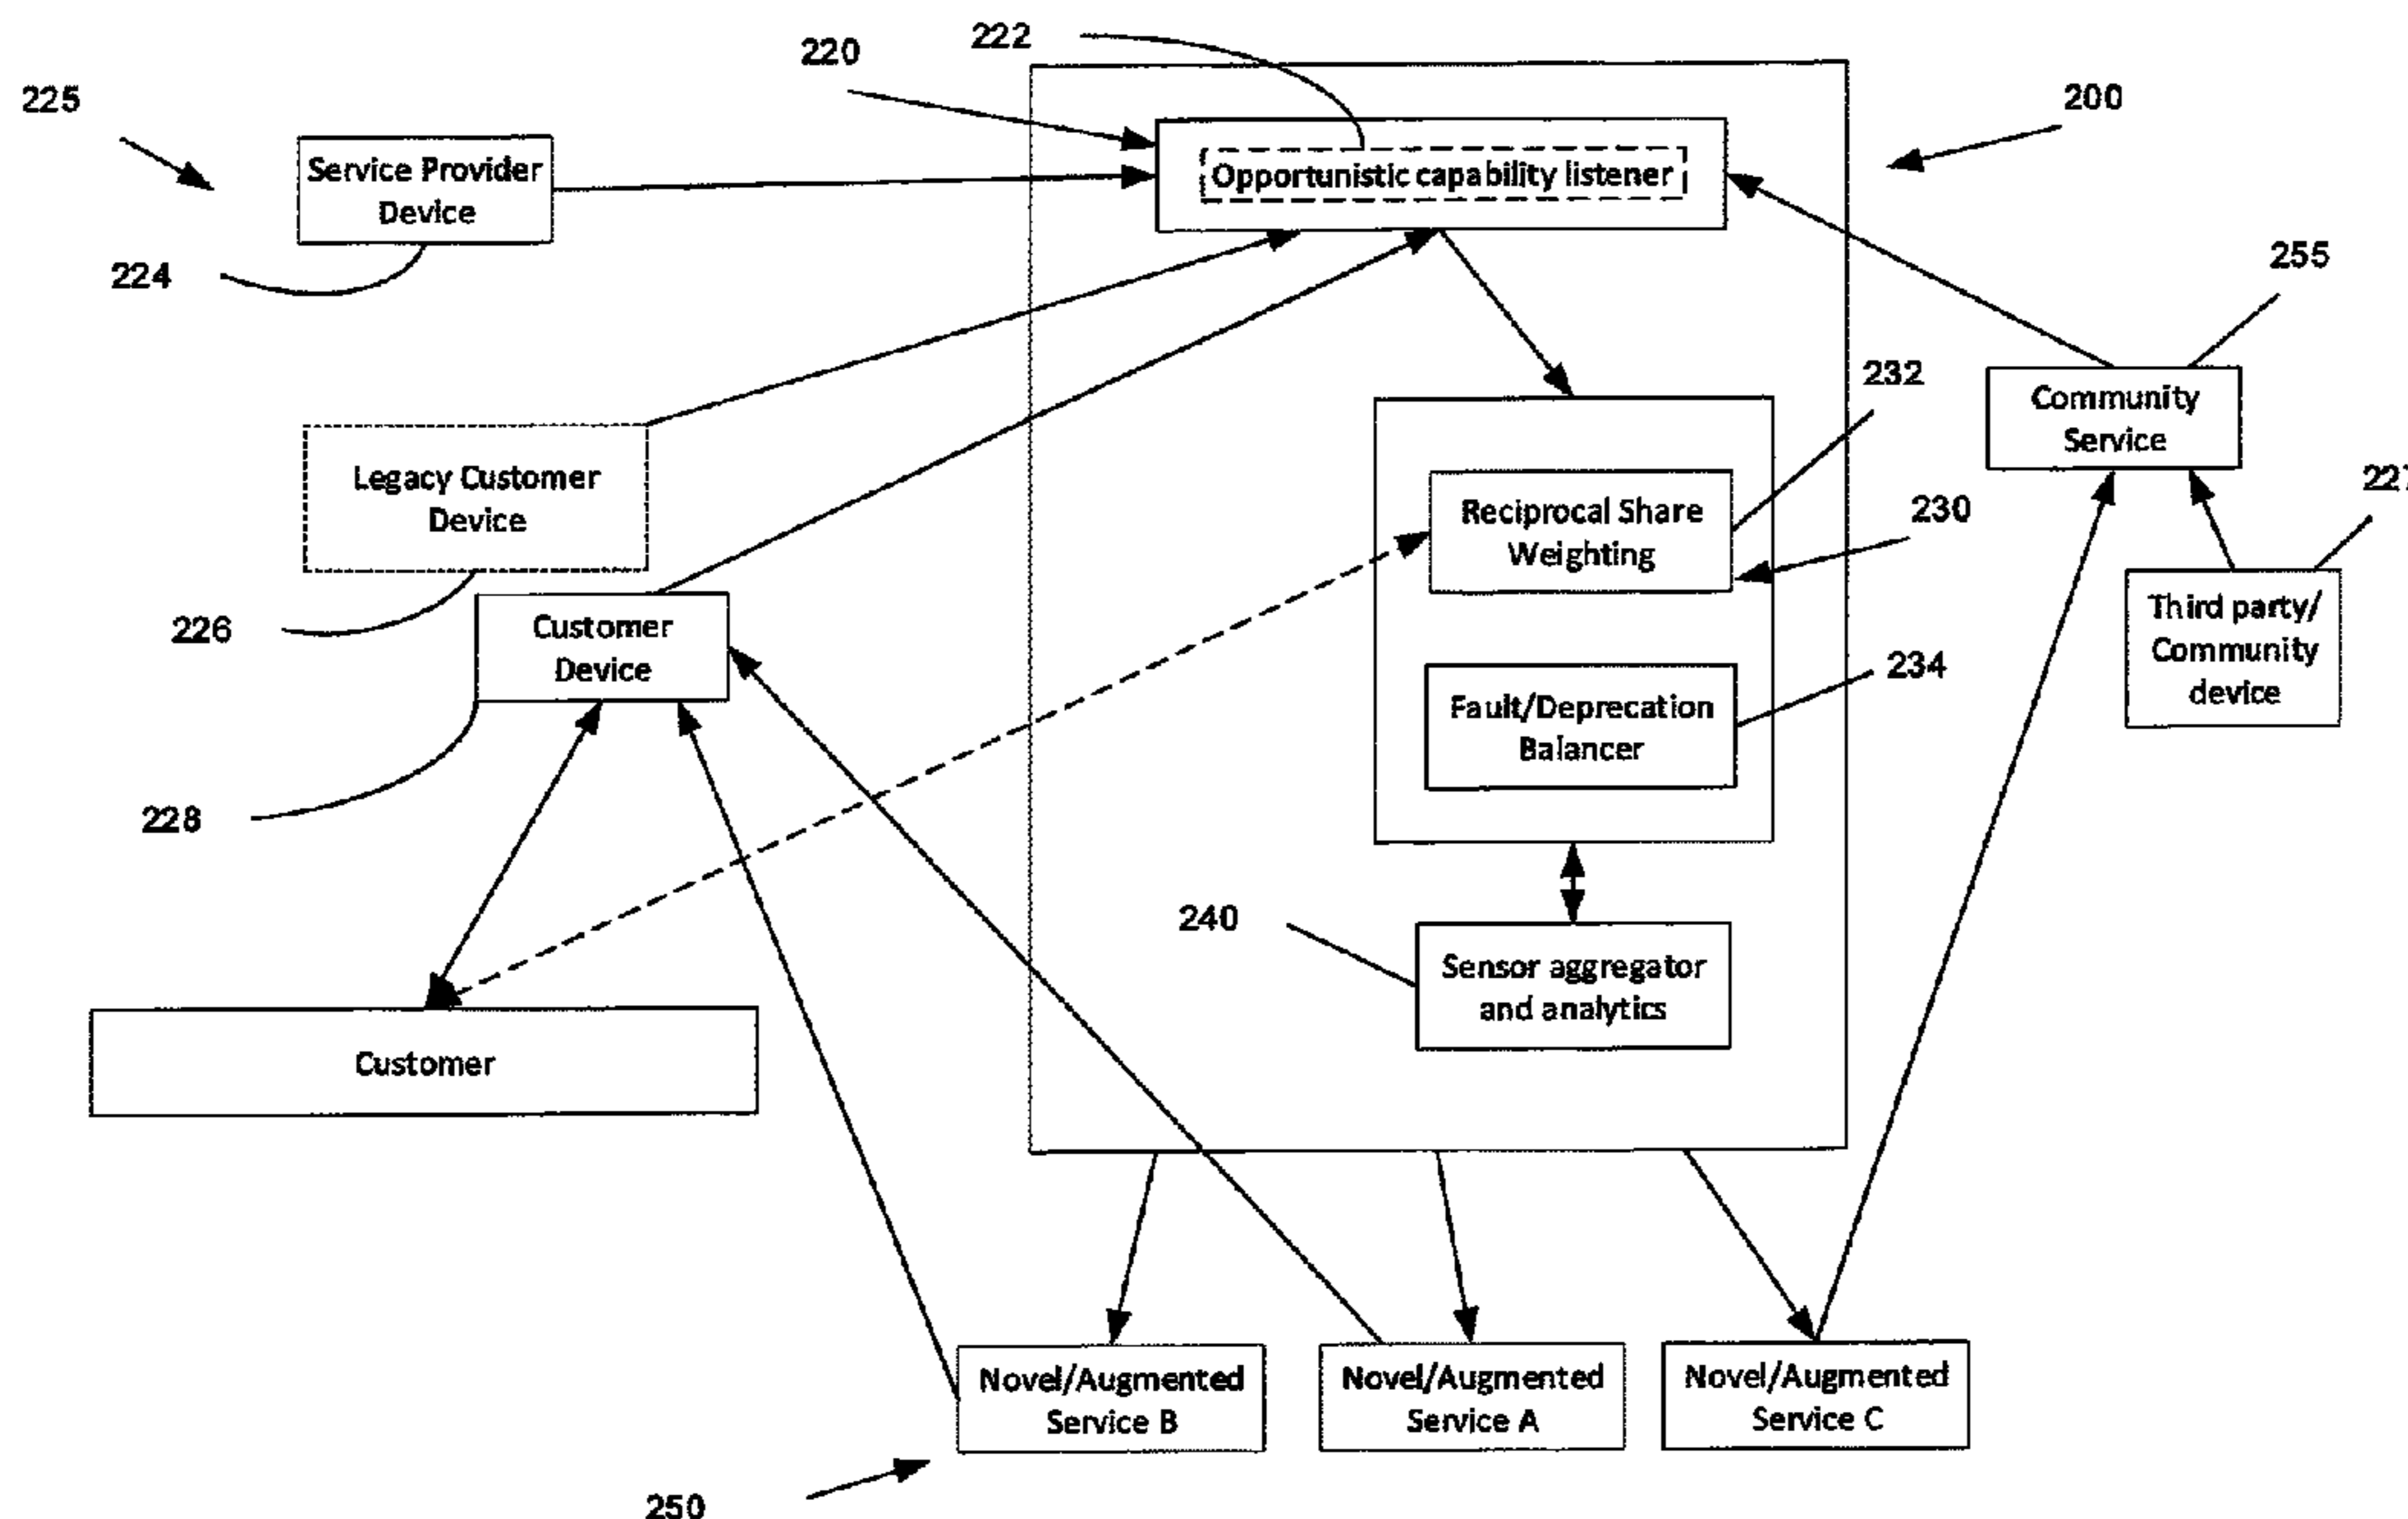 222
220
225
200
Service Provider
Device
Opportunistic capability listener
224
255
232
Community
Service
Legacy Customer
Device
227
Reciprocal Share
Weighting
230
226
Customer
Device
Third party/
Community
device
234
Fault/Deprecation
Balancer
228
240
Sensor aggregator
and analytics
Customer
Novel/Augmented
Service B
Novel/Augmented
Service A
Novel/Augmented
Service C
250